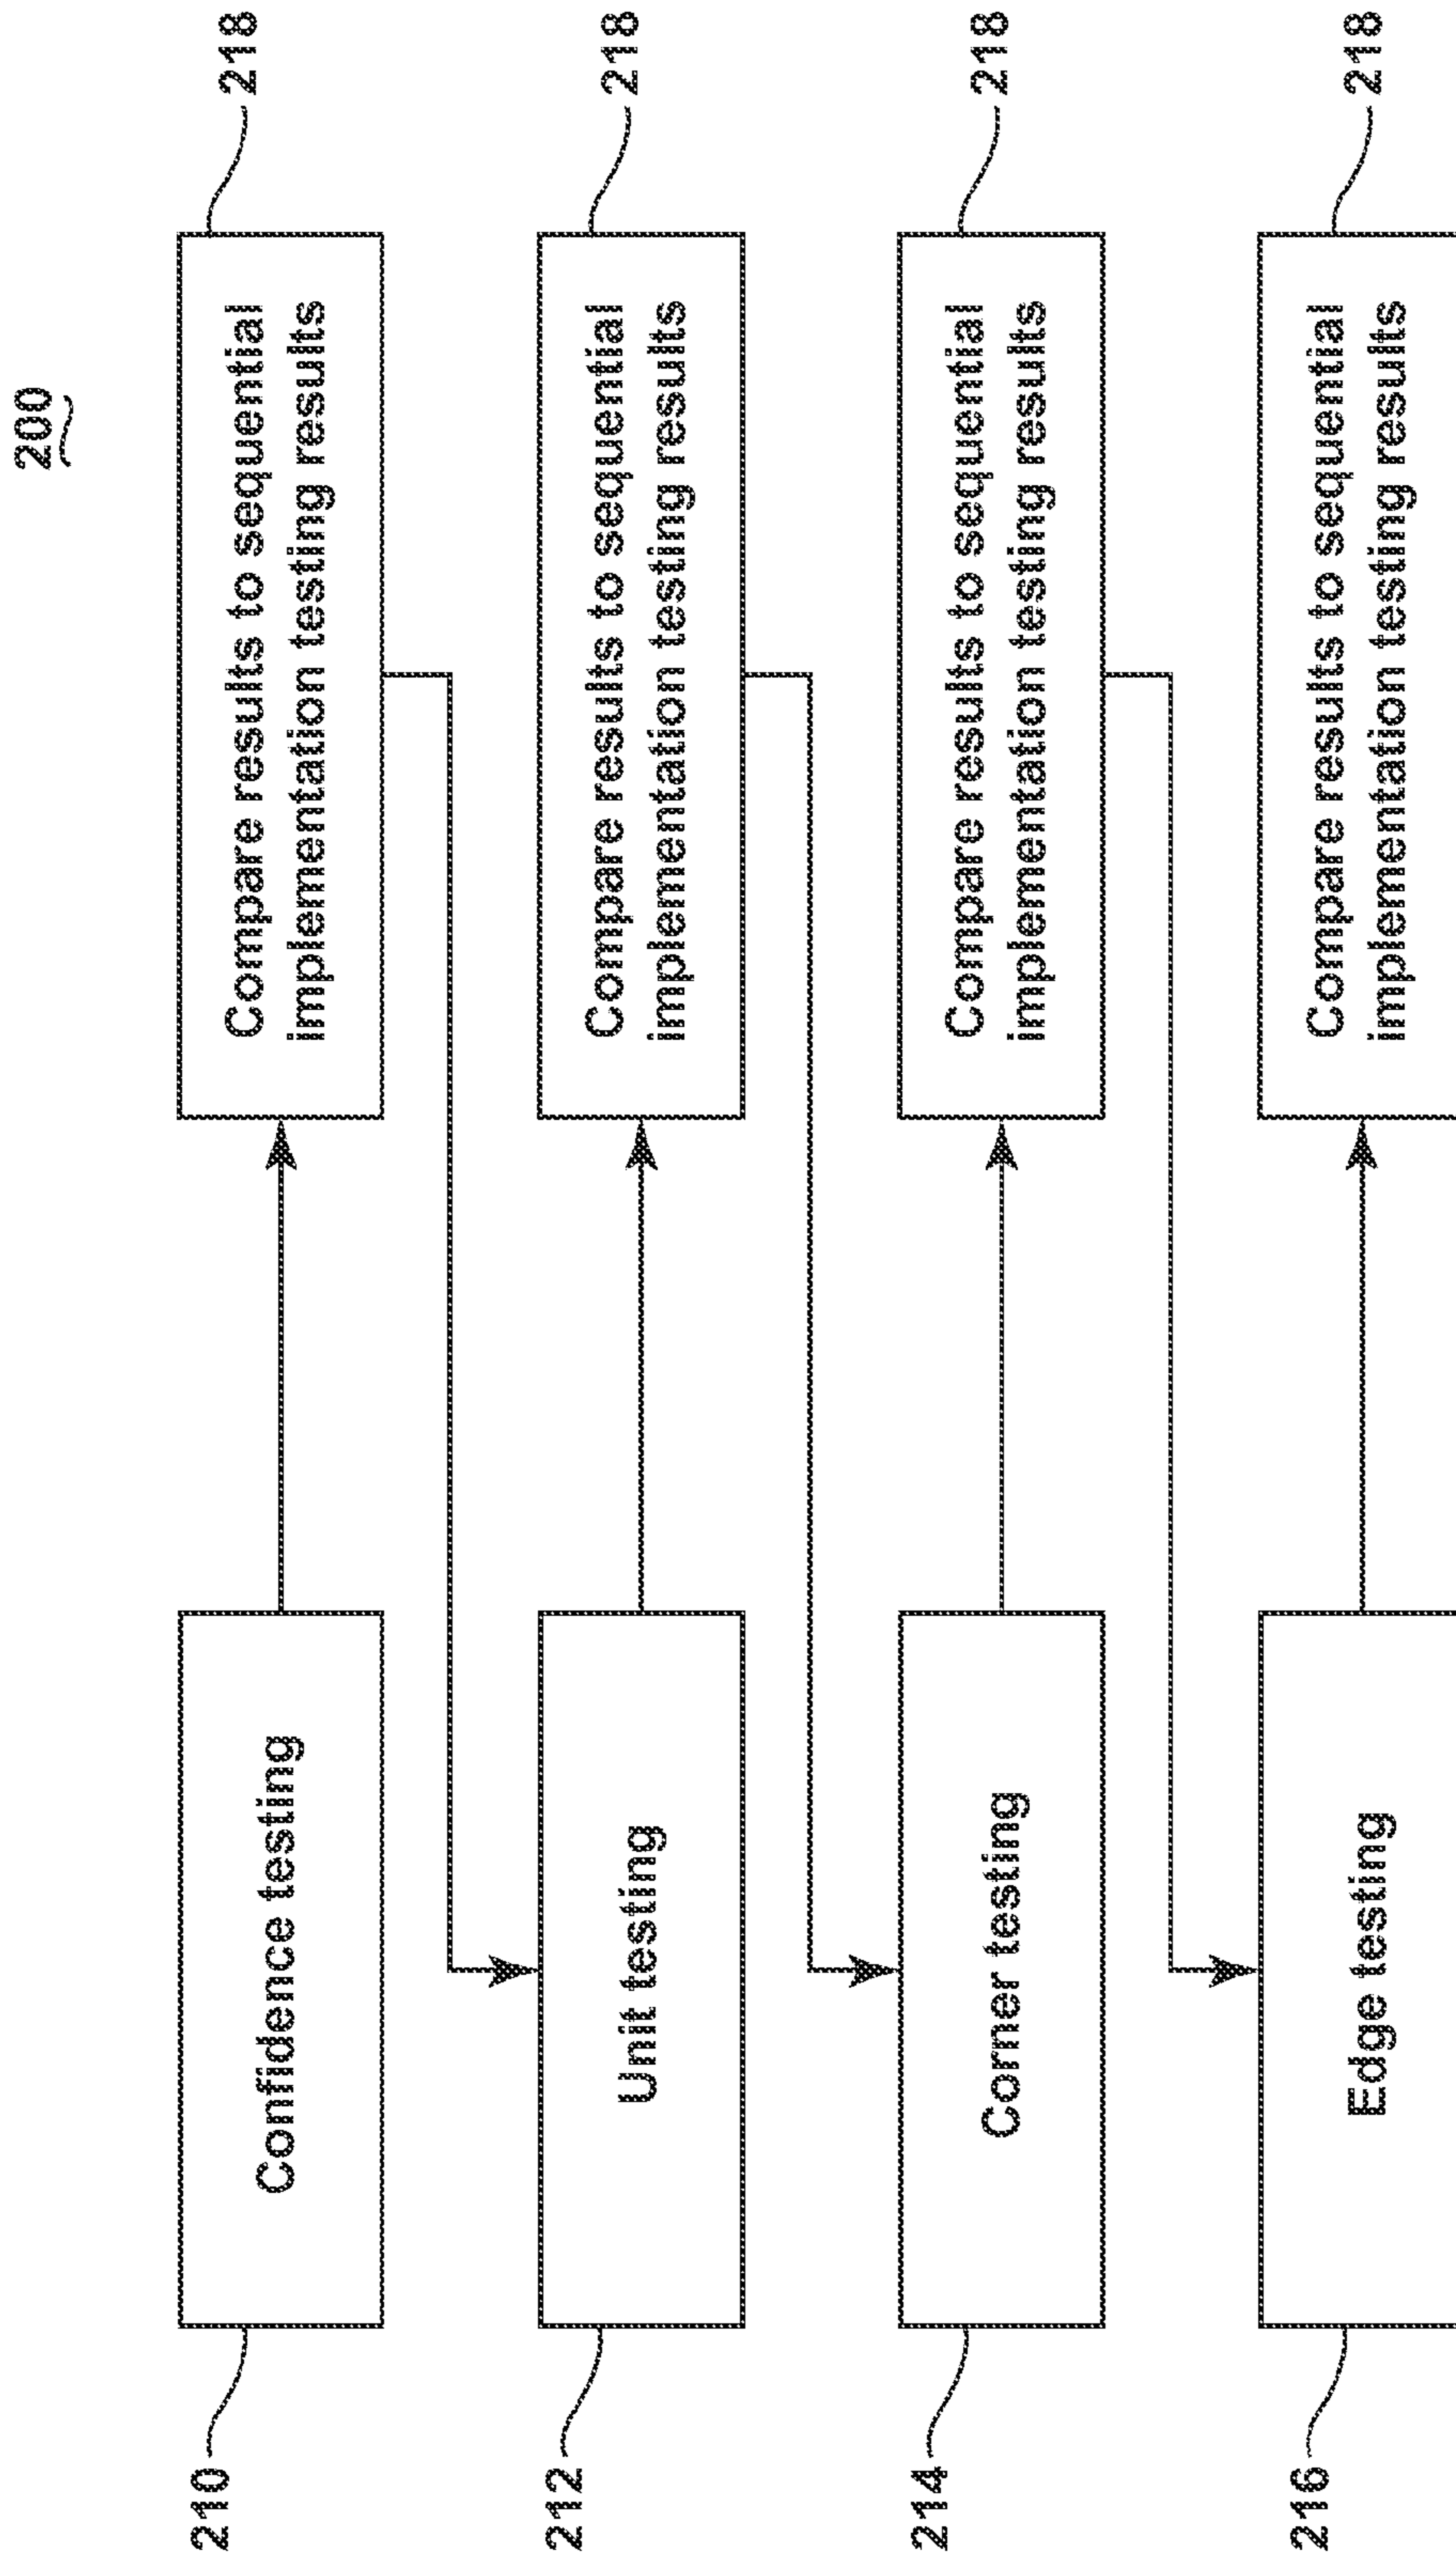 200
210
Confidence testing
Compare results to sequential
implementation testing results
218
212
Unit testing
Compare results to sequential
implementation testing results
218
214
Corner testing
Compare results to sequential
implementation testing results
218
216
Edge testing
Compare results to sequential
implementation testing results
218